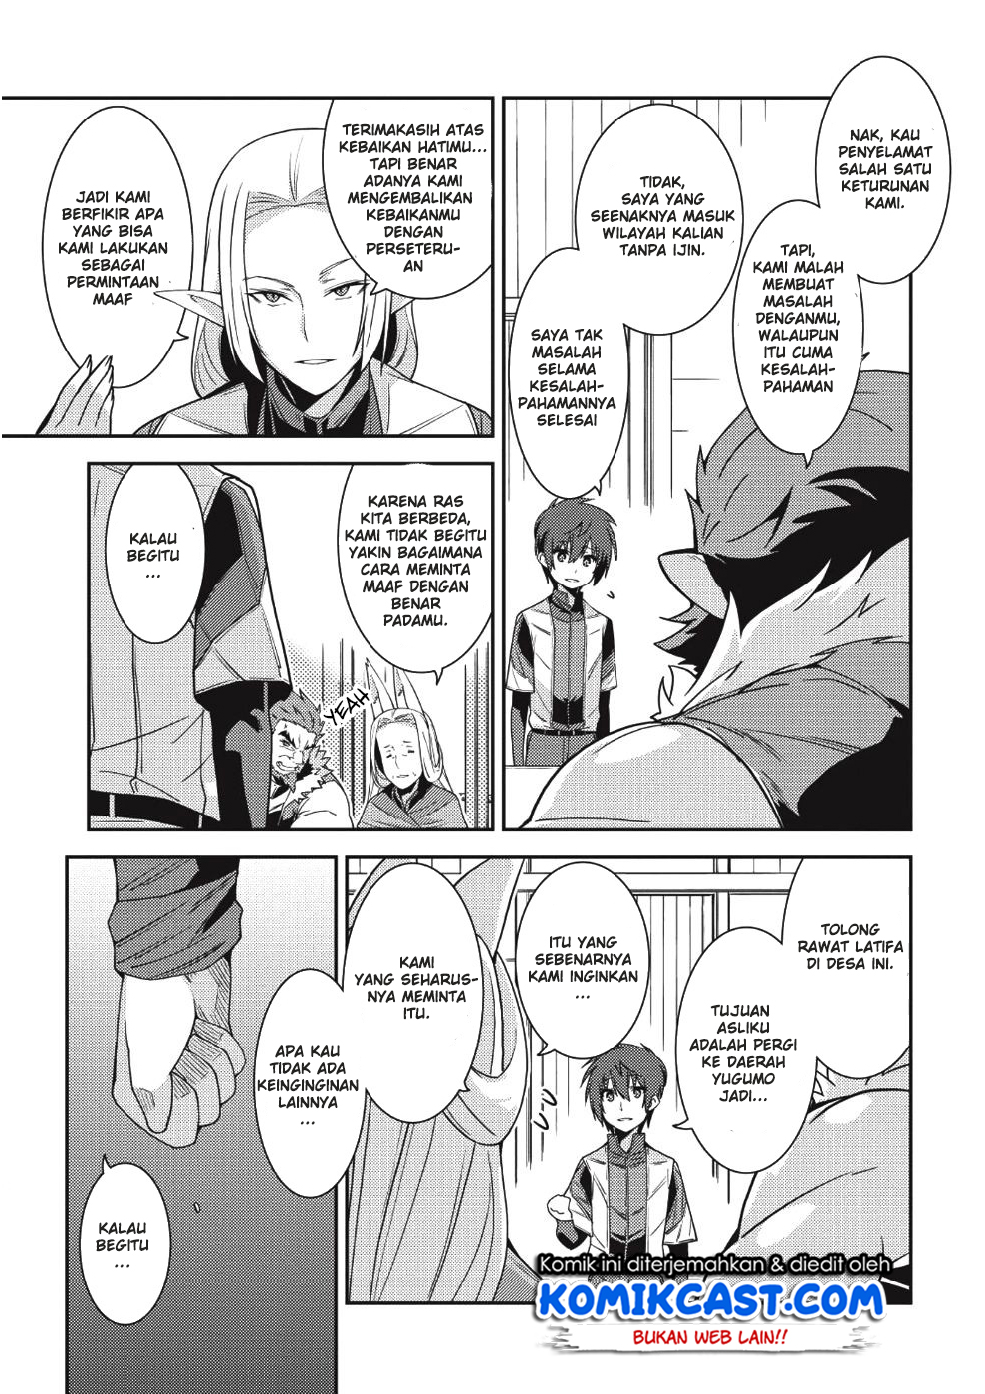 NAK, KAU
PENYELAMAT
SALAH SATU
KETURUNAN
KAMI.
TAPI,
KAMI MALAH
MEMBUAT
MASALAH
DENGANMU,
WALAUPUN
ITU CUMA
KESALAH-
PAHAMAN
TIDAK,
SAYA YANG
SEENAKNYA MASUK
WILAYAH KALIAN
TANPA IJIN.
SAYA TAK
MASALAH
SELAMA
KESALAH-
PAHAMANNYA
SELESAI
TERIMAKASIH ATAS
KEBAIKAN HATIMU...
TAPI BENAR
ADANYA KAMI
MENGEMBALIKAN
KEBAIKANMU
DENGAN
PERSETERU-
AN
JADI KAMI
BERFIKIR APA
YANG BISA
KAMI LAKUKAN
SEBAGAI
PERMINTAAN
MAAF
KARENA RAS
KITA BERBEDA,
KAMI TIDAK BEGITU
YAKIN BAGAIMANA
CARA MEMINTA
MAAF DENGAN
BENAR
PADAMU.
YEAH
KALAU
BEGITU
...
TOLONG
RAWAT LATIFA
DI DESA INI.
TUJUAN
ASLIKU
ADALAH PERGI
KE DAERAH
YUGUMO
JADI...
ITU YANG
SEBENARNYA
KAMI INGINKAN
...
KAMI
YANG SEHARUS-
NYA MEMINTA
ITU.
APA KAU
TIDAK ADA
KEINGINGINAN
LAINNYA
...
KALAU
BEGITU
...
Komik ini diterjemahkan & diedit oleh
KOMIKCAST.COM
BUKAN WEB LAIN!!